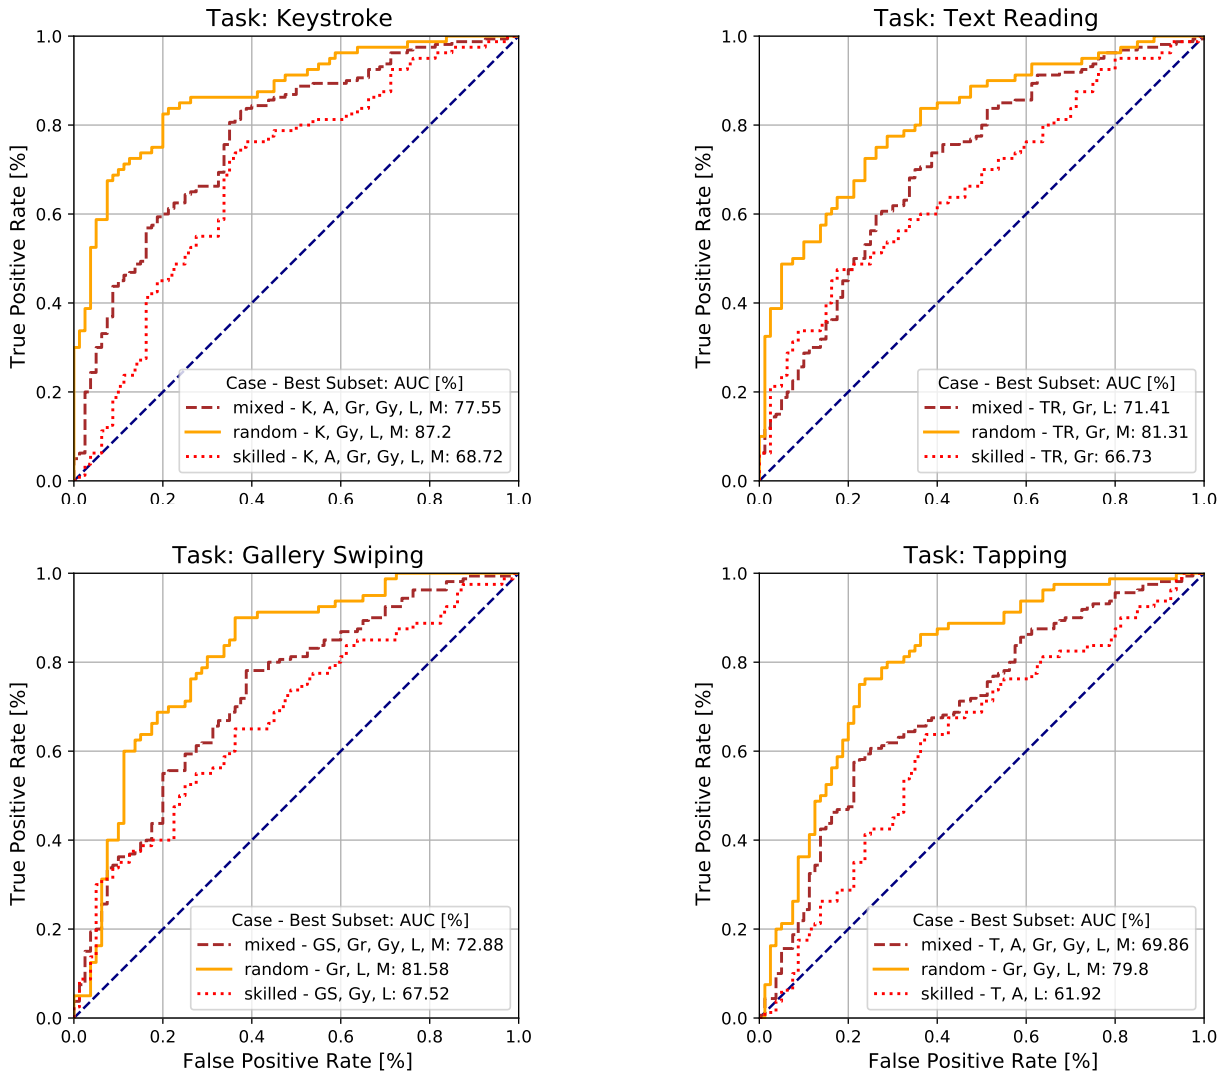 Task: Keystroke
True Positive Rate [%]
1.0
0.8
0.6
0.4
0.2
0.0
Case - Best Subset: AUC [%]
mixed - K, A, Gr, Gy, L, M: 77.55
random - K, Gy, L, M: 87.2
skilled - K, A, Gr, Gy, L, M: 68.72
0.0 0.2 0.4 0.6 0.8 1.0
Task: Text Reading
True Positive Rate [%]
1.0
0.8
0.6
0.4
0.2
0.0
Case - Best Subset: AUC [%]
mixed - TR, Gr, L: 71.41
random - TR, Gr, M: 81.31
skilled - TR, Gr: 66.73
0.0 0.2 0.4 0.6 0.8 1.0
Task: Gallery Swiping
True Positive Rate [%]
1.0
0.8
0.6
0.4
0.2
0.0
Case - Best Subset: AUC [%]
mixed - GS, Gr, Gy, L, M: 72.88
random - Gr, L, M: 81.58
skilled - GS, Gy, L: 67.52
0.0 0.2 0.4 0.6 0.8 1.0
False Positive Rate [%]
Task: Tapping
True Positive Rate [%]
1.0
0.8
0.6
0.4
0.2
0.0
Case - Best Subset: AUC [%]
mixed - T, A, Gr, Gy, L, M: 69.86
random - Gr, Gy, L, M: 79.8
skilled - T, A, L: 61.92
0.0 0.2 0.4 0.6 0.8 1.0
False Positive Rate [%]